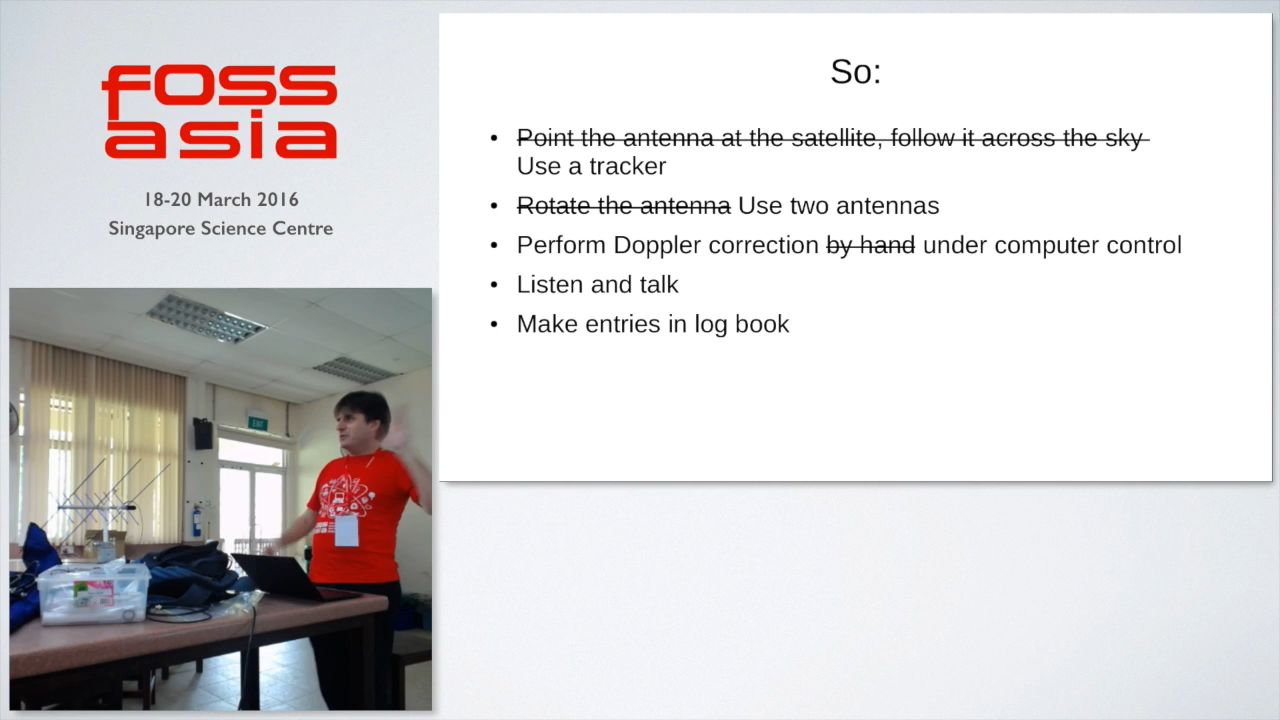 foss
asia
18-20 March 2016
Singapore Science Centre
So:
• Point the antenna at the satellite, follow it across the sky
Use a tracker
• Rotate the antenna Use two antennas
• Perform Doppler correction by hand under computer control
• Listen and talk
• Make entries in log book
EXIT